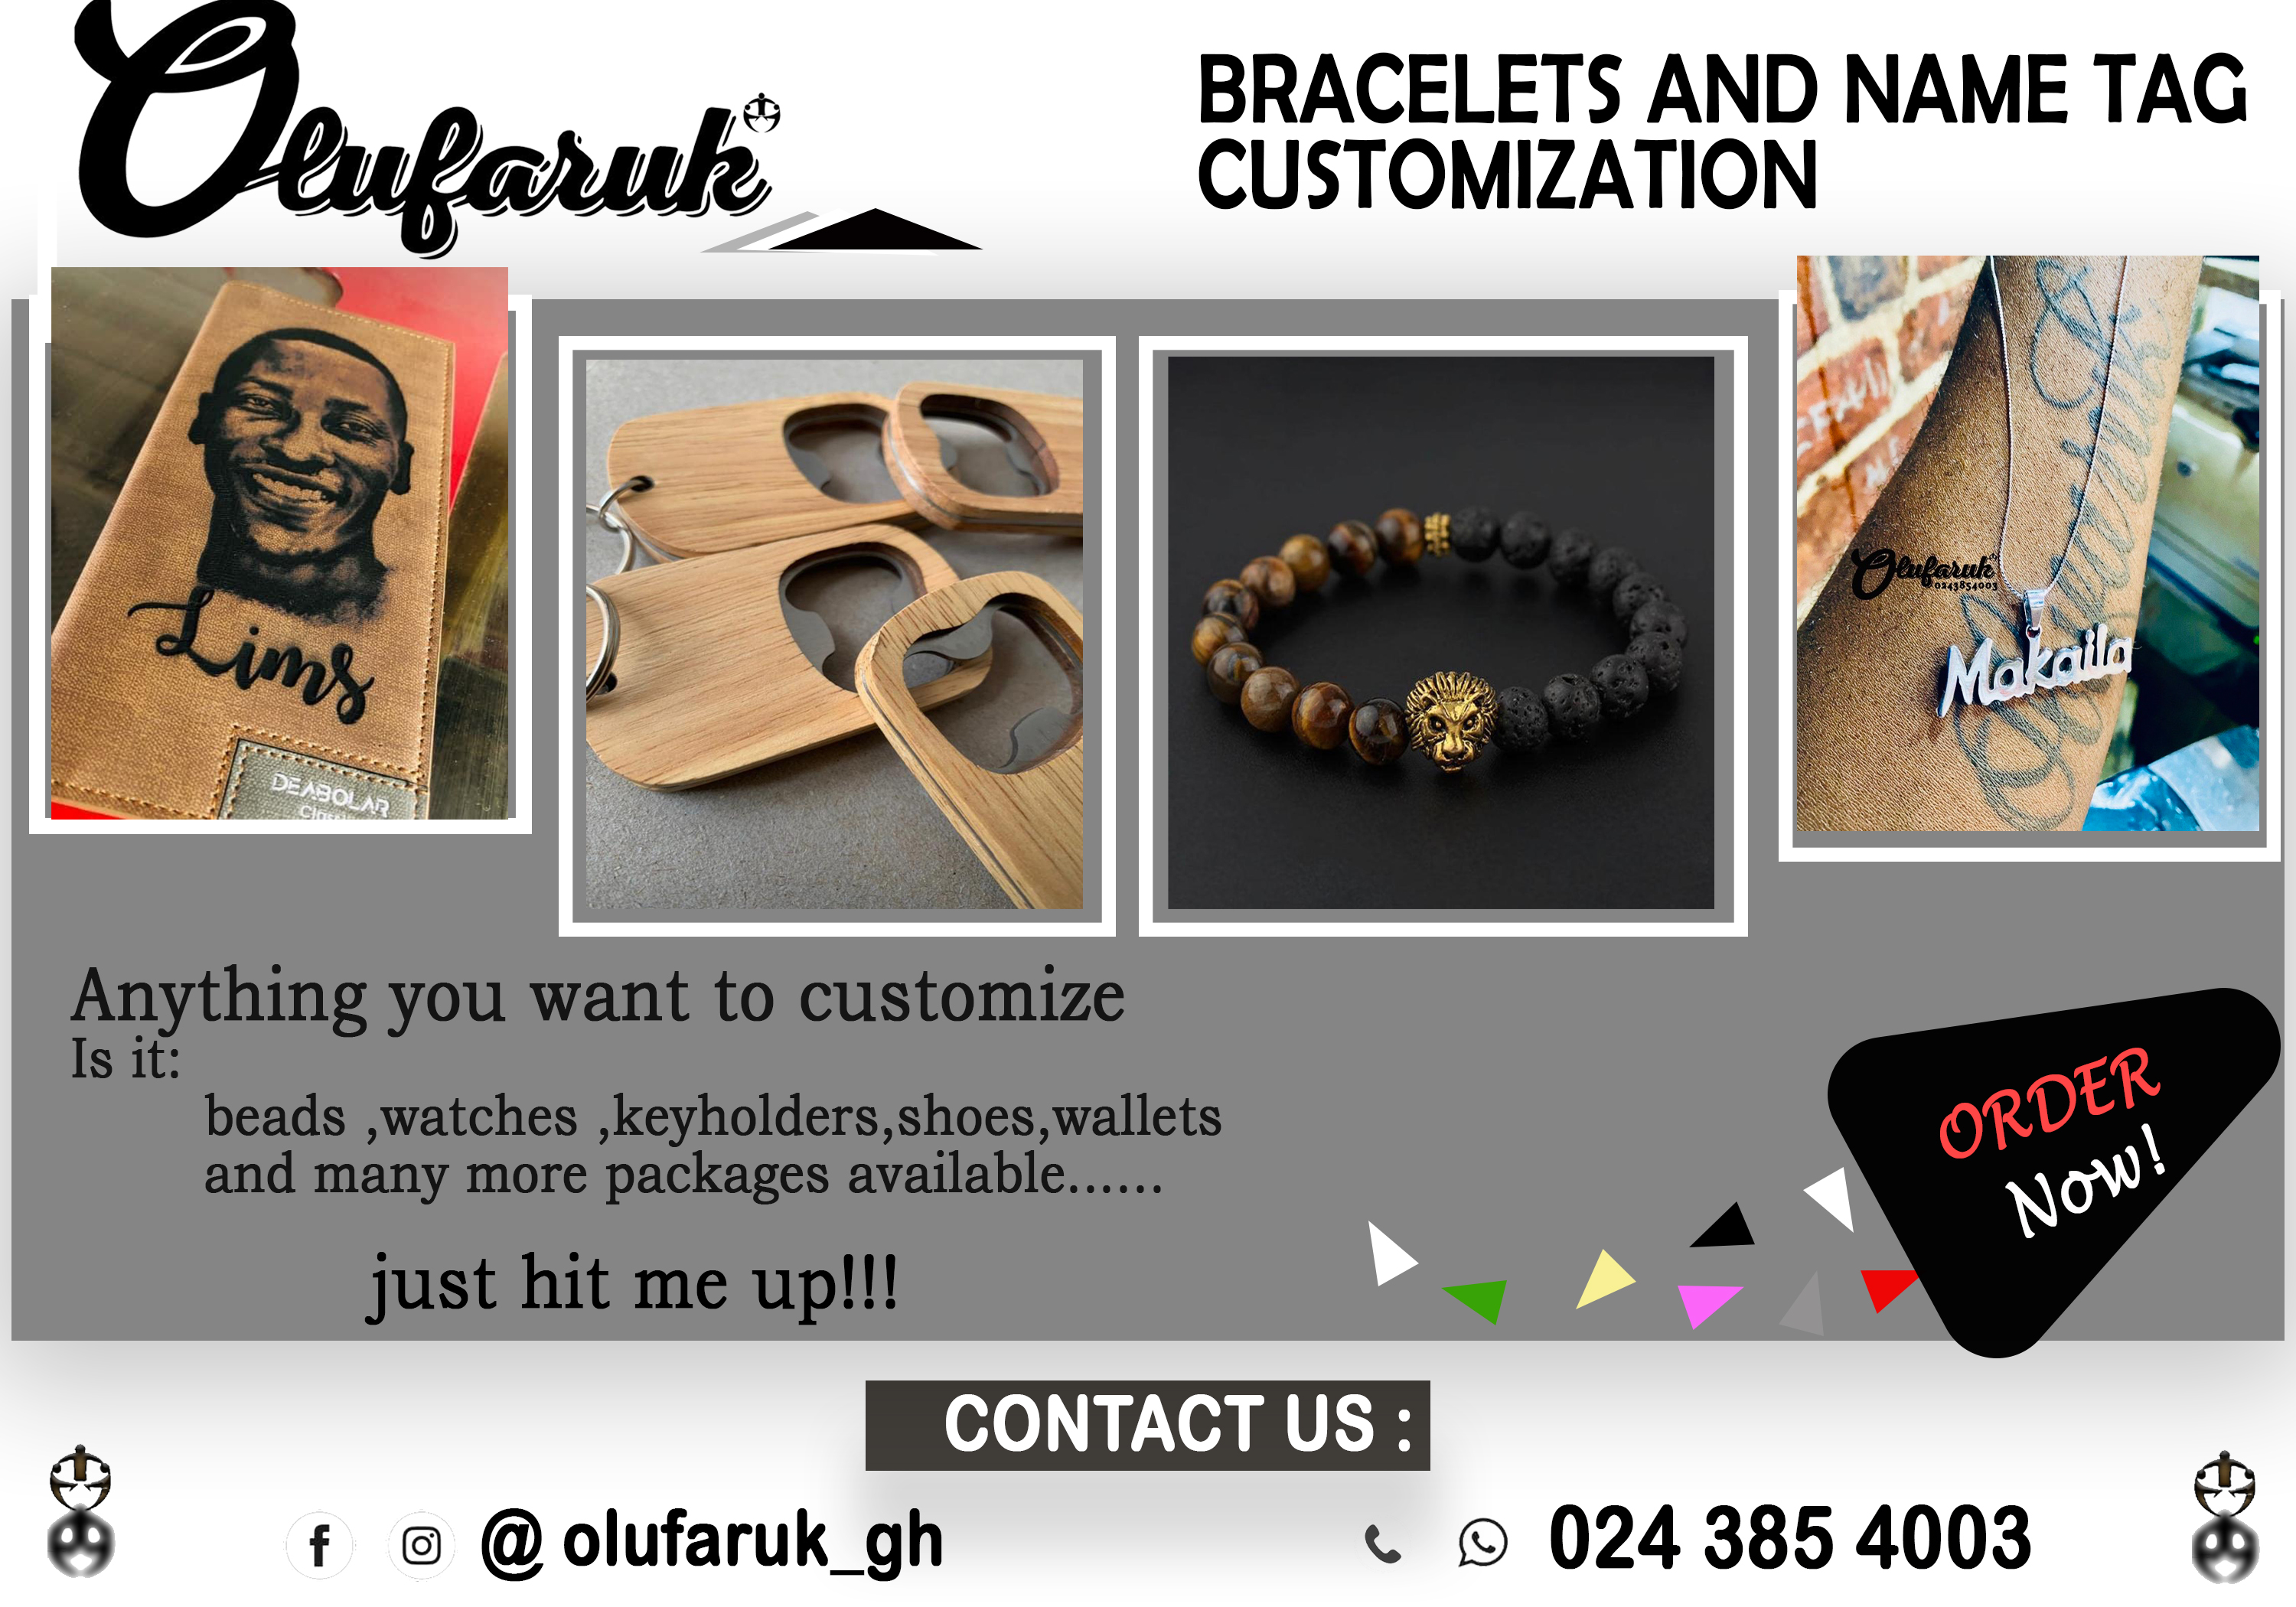 Olufaruk
BRACELETS AND NAME TAG
CUSTOMIZATION
Lims
DEABOLAR
Olufaruk
0243854003
Makaila
Anything you want to customize
Is it:
beads ,watches ,keyholders,shoes,wallets
and many more packages available......
just hit me up!!!
ORDER
Now!
CONTACT US :
@ olufaruk_gh
024 385 4003